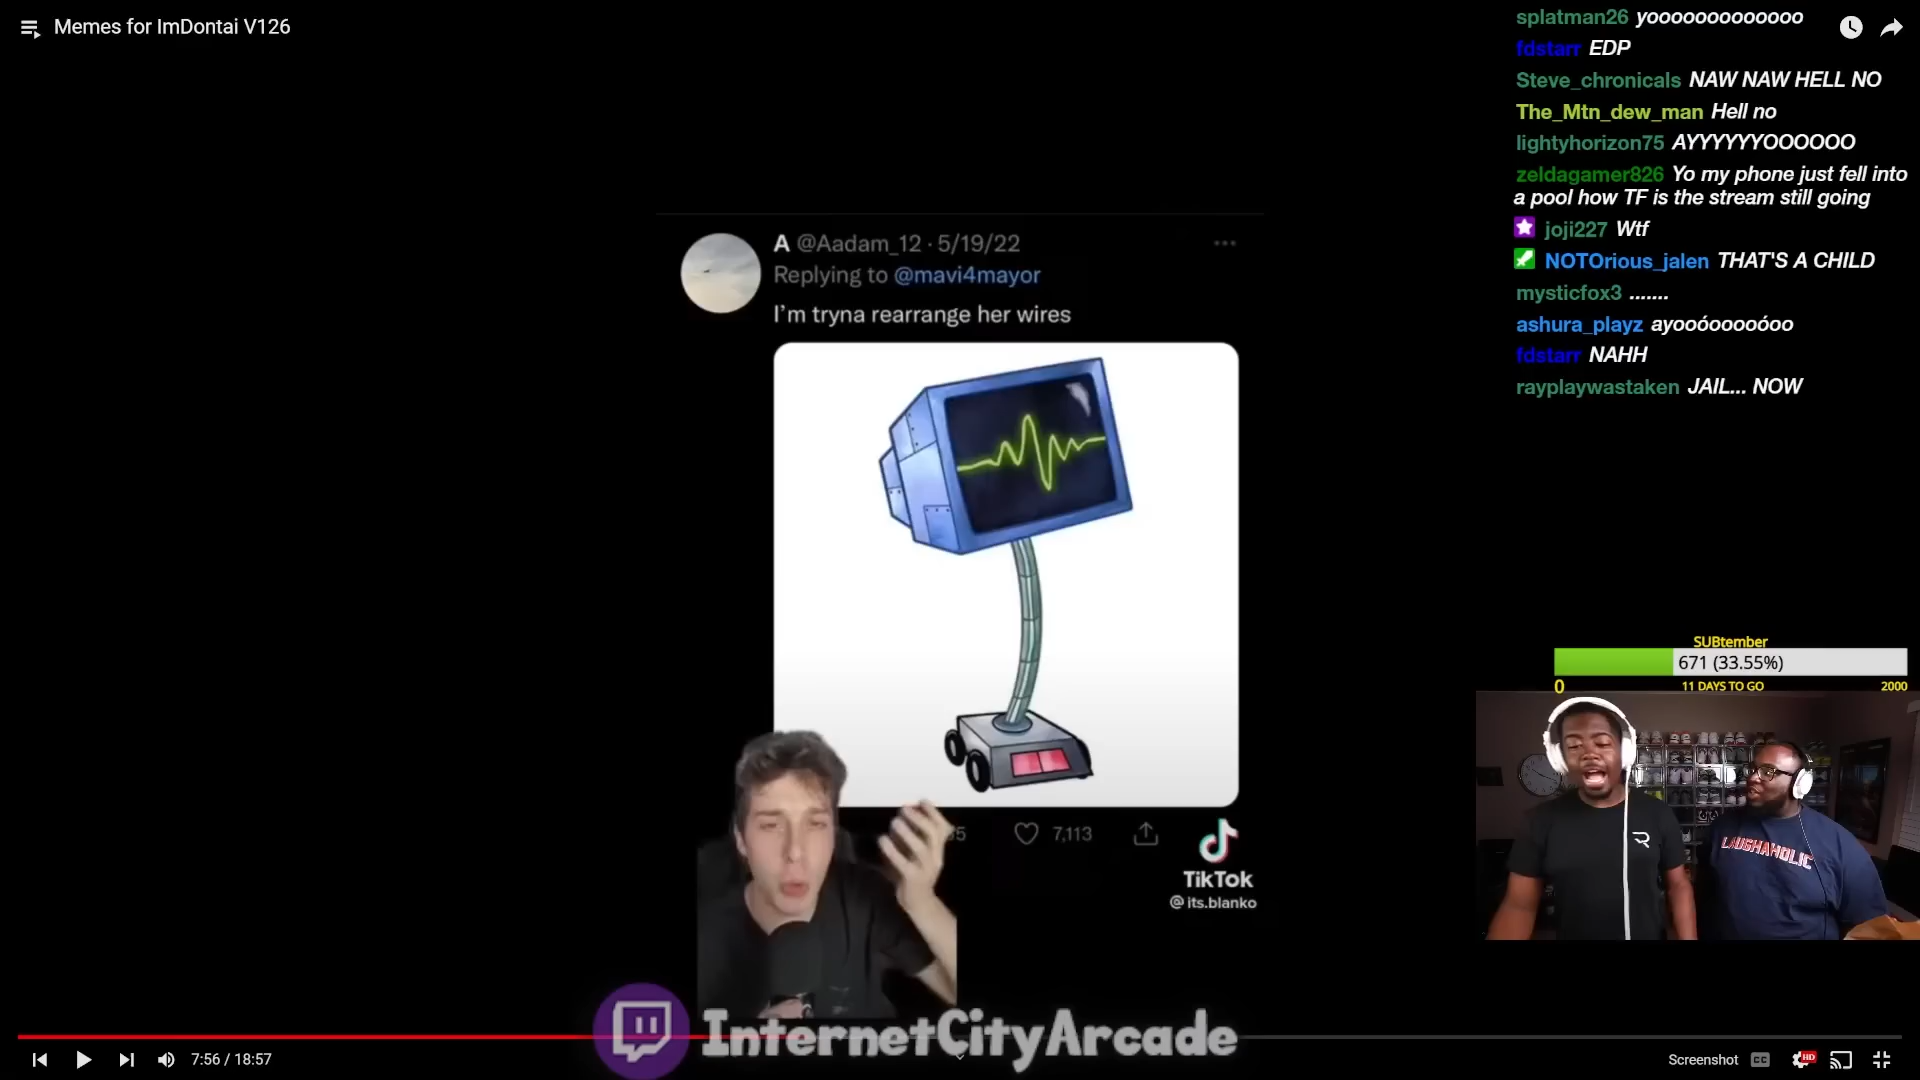 Memes for ImDontai V126
splatman26 yooooooooooooo
fdstarr EDP
Steve_chronicals NAW NAW HELL NO
The_Mtn_dew_man Hell no
lightyhorizon75 AYYYYYYOOOOOO
zeldagamer826 Yo my phone just fell into
a pool how TF is the stream still going
joji227 Wtf
NOTOrious_jalen THAT'S A CHILD
mysticfox3 .......
ashura_playz ayooóooooóoo
fdstarr NAHH
rayplaywastaken JAIL... NOW
A @Aadam_12 · 5/19/22
Replying to @mavi4mayor
I'm tryna rearrange her wires
7,113
TikTok
@its.blanko
SUBtember
671 (33.55%)
0 11 DAYS TO GO 2000
LAUGHAHOLIC
InternetCityArcade
7:56 / 18:57
Screenshot CC HD